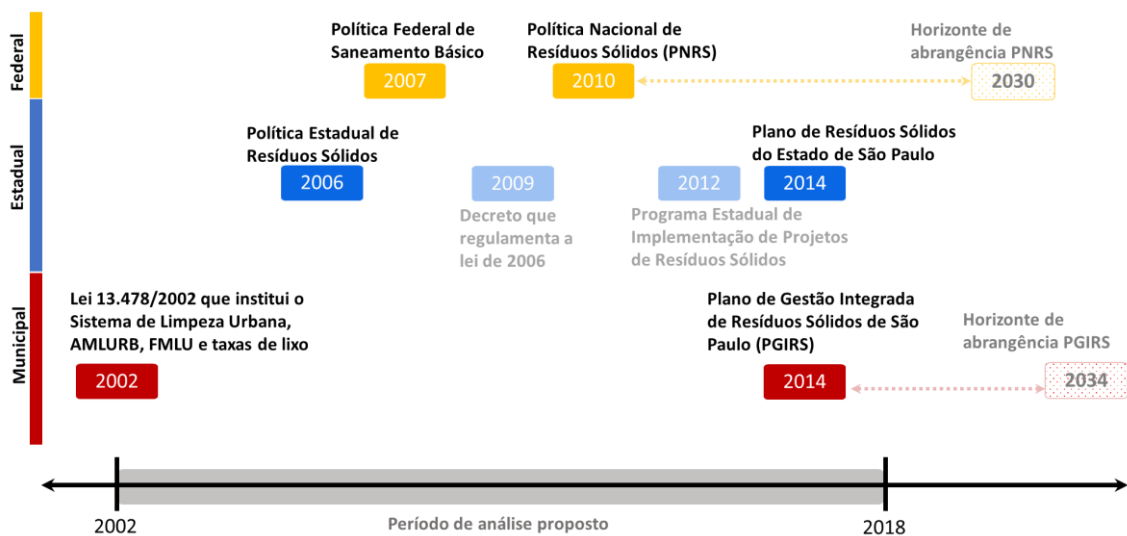 Federal
Política Federal de
Saneamento Básico
2007
Política Nacional de
Resíduos Sólidos (PNRS)
2010
Horizonte de
abrangência PNRS
2030
Estadual
Política Estadual de
Resíduos Sólidos
2006
2009
Decreto que
regulamenta a
lei de 2006
2012
Programa Estadual de
Implementação de Projetos
de Resíduos Sólidos
Plano de Resíduos Sólidos
do Estado de São Paulo
2014
Municipal
Lei 13.478/2002 que institui o
Sistema de Limpeza Urbana,
AMLURB, FMLU e taxas de lixo
2002
Plano de Gestão Integrada
de Resíduos Sólidos de São
Paulo (PGIRS)
2014
Horizonte de
abrangência PGIRS
2034
2002
Período de análise proposto
2018